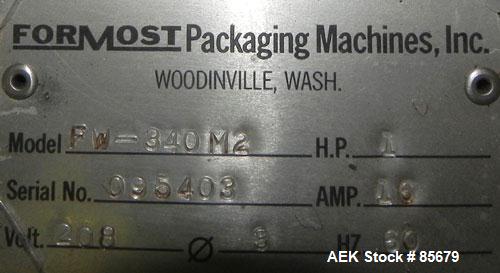 FORMOST Packaging Machines, Inc.
WOODINVILLE, WASH.
Model PW-340M2 H.P. 1
Serial No. 095403 AMP. 16
Volt. 208 Ø 3 HZ 60
AEK Stock # 85679